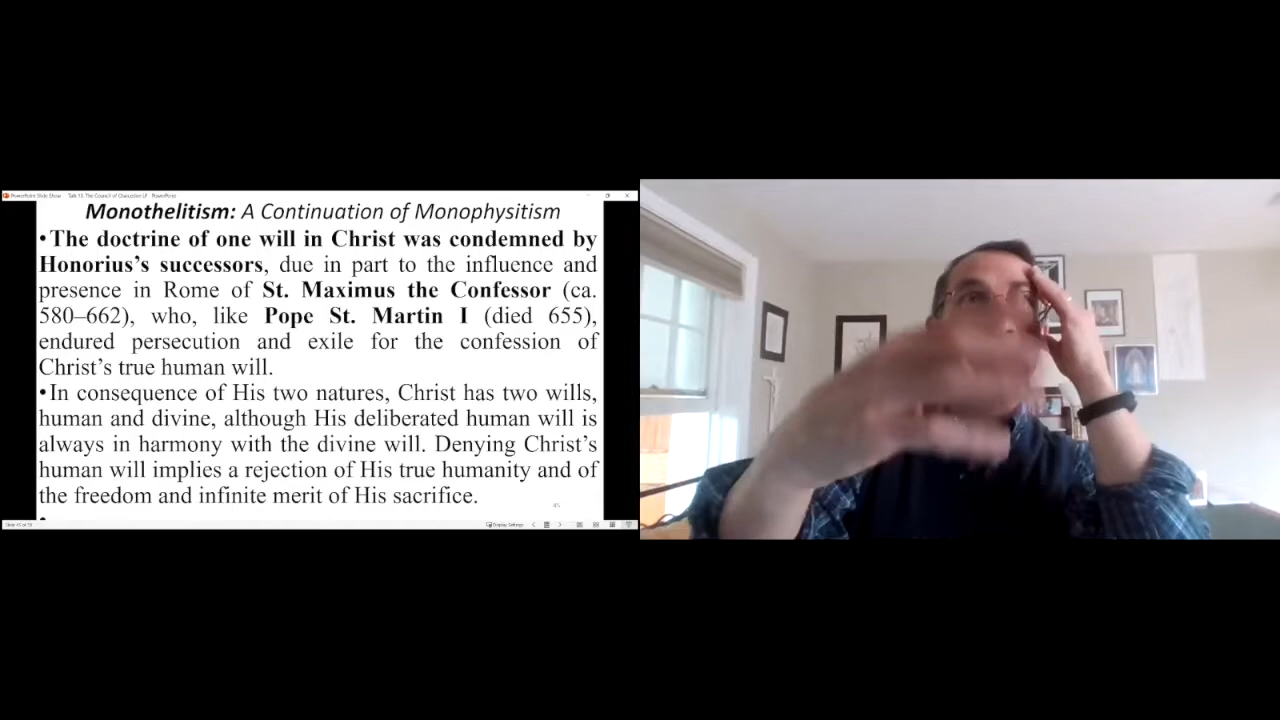 PowerPoint Slide Show
Monothelitism: A Continuation of Monophysitism
•The doctrine of one will in Christ was condemned by
Honorius's successors, due in part to the influence and
presence in Rome of St. Maximus the Confessor (ca.
580–662), who, like Pope St. Martin I (died 655),
endured persecution and exile for the confession of
Christ's true human will.
•In consequence of His two natures, Christ has two wills,
human and divine, although His deliberated human will is
always in harmony with the divine will. Denying Christ's
human will implies a rejection of His true humanity and of
the freedom and infinite merit of His sacrifice.
•
Display Settings